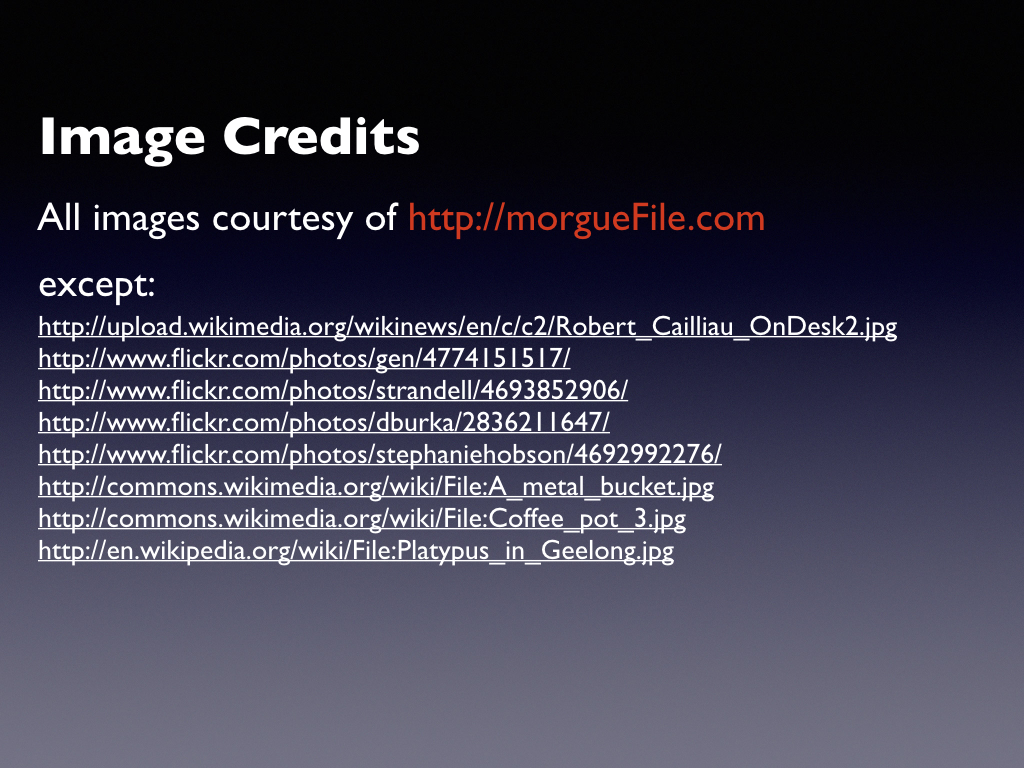 Image Credits
All images courtesy of http://morgueFile.com
except:
http://upload.wikimedia.org/wikinews/en/c/c2/Robert_Cailliau_OnDesk2.jpg
http://www.flickr.com/photos/gen/4774151517/
http://www.flickr.com/photos/strandell/4693852906/
http://www.flickr.com/photos/dburka/2836211647/
http://www.flickr.com/photos/stephaniehobson/4692992276/
http://commons.wikimedia.org/wiki/File:A_metal_bucket.jpg
http://commons.wikimedia.org/wiki/File:Coffee_pot_3.jpg
http://en.wikipedia.org/wiki/File:Platypus_in_Geelong.jpg